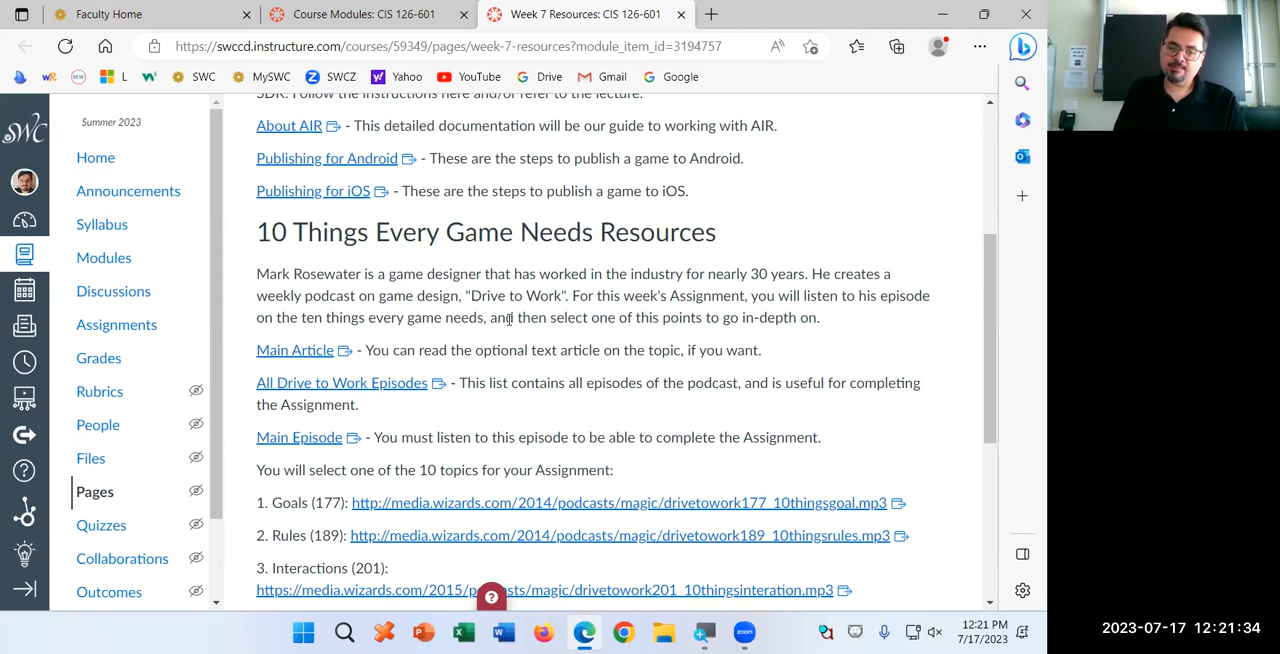 Faculty Home
Course Modules: CIS 126-601
Week 7 Resources: CIS 126-601
https://swccd.instructure.com/courses/59349/pages/week-7-resources?module_item_id=3194757
L
SWC
MySWC
SWCZ
Yahoo
YouTube
Drive
Gmail
Google
SWC
Summer 2023
Home
Announcements
Syllabus
Modules
Discussions
Assignments
Grades
Rubrics
People
Files
Pages
Quizzes
Collaborations
Outcomes
SDK. Follow the instructions here and/or refer to the lecture.
About AIR - This detailed documentation will be our guide to working with AIR.
Publishing for Android - These are the steps to publish a game to Android.
Publishing for iOS - These are the steps to publish a game to iOS.
10 Things Every Game Needs Resources
Mark Rosewater is a game designer that has worked in the industry for nearly 30 years. He creates a
weekly podcast on game design, "Drive to Work". For this week's Assignment, you will listen to his episode
on the ten things every game needs, and then select one of this points to go in-depth on.
Main Article - You can read the optional text article on the topic, if you want.
All Drive to Work Episodes - This list contains all episodes of the podcast, and is useful for completing
the Assignment.
Main Episode - You must listen to this episode to be able to complete the Assignment.
You will select one of the 10 topics for your Assignment:
1. Goals (177): http://media.wizards.com/2014/podcasts/magic/drivetowork177_10thingsgoal.mp3
2. Rules (189): http://media.wizards.com/2014/podcasts/magic/drivetowork189_10thingsrules.mp3
3. Interactions (201):
https://media.wizards.com/2015/podcasts/magic/drivetowork201_10thingsinteration.mp3
12:21 PM
7/17/2023
2023-07-17 12:21:34